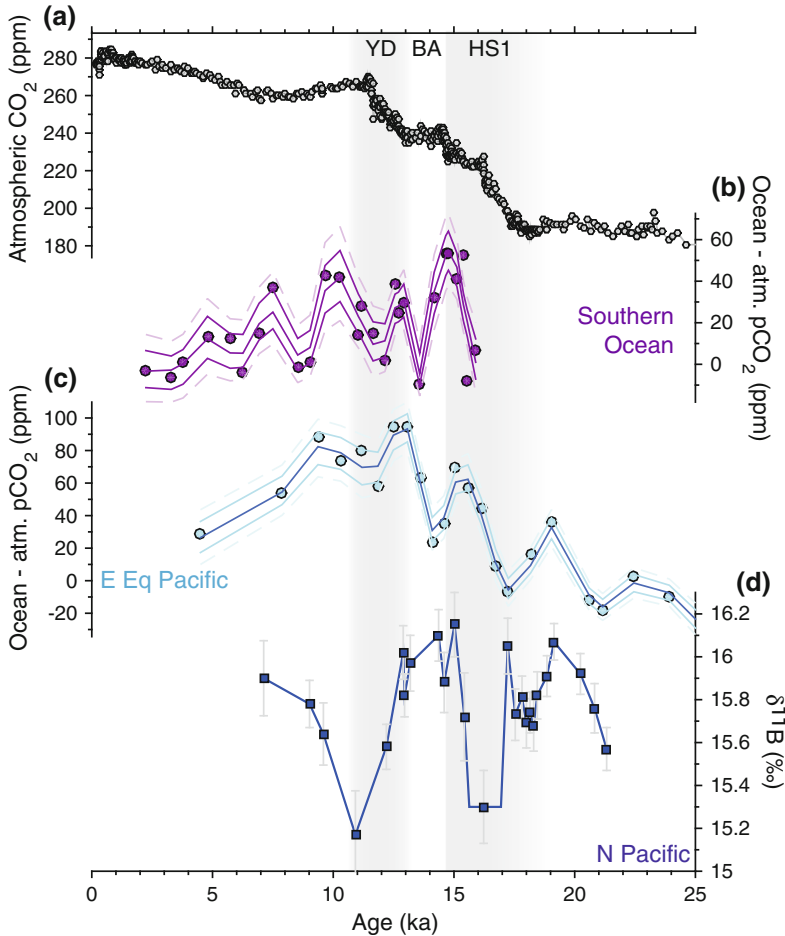 (a)
YD
BA
HS1
Atmospheric CO2 (ppm)
280
260
240
220
200
180
(b)
Ocean - atm. pCO2 (ppm)
60
40
20
0
Southern
Ocean
(c)
Ocean - atm. pCO2 (ppm)
100
80
60
40
20
0
-20
E Eq Pacific
(d)
δ11B (‰)
16.2
16
15.8
15.6
15.4
15.2
15
N Pacific
0
5
10
15
20
25
Age (ka)